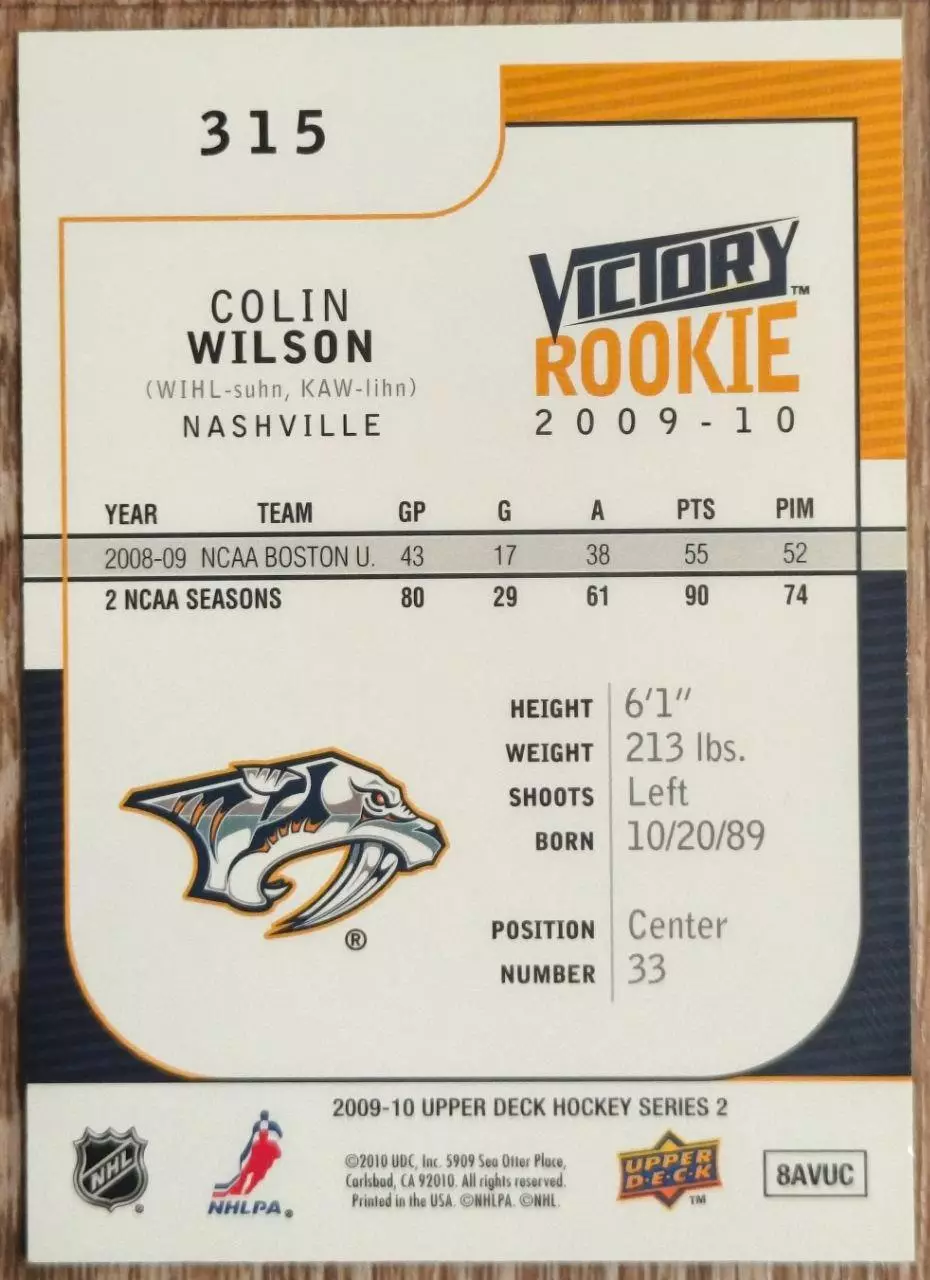 315
COLIN
WILSON
(WIHL-suhn, KAW-lihn)
NASHVILLE
VICTORY™
ROOKIE
2009-10
YEAR TEAM GP G A PTS PIM
2008-09 NCAA BOSTON U. 43 17 38 55 52
2 NCAA SEASONS 80 29 61 90 74
HEIGHT 6'1"
WEIGHT 213 lbs.
SHOOTS Left
BORN 10/20/89
POSITION Center
NUMBER 33
®
2009-10 UPPER DECK HOCKEY SERIES 2
NHL®
NHLPA®
©2010 UDC, Inc. 5909 Sea Otter Place,
Carlsbad, CA 92010. All rights reserved.
Printed in the USA. ©NHLPA. ©NHL.
UPPER
D·E·C·K
™
8AVUC